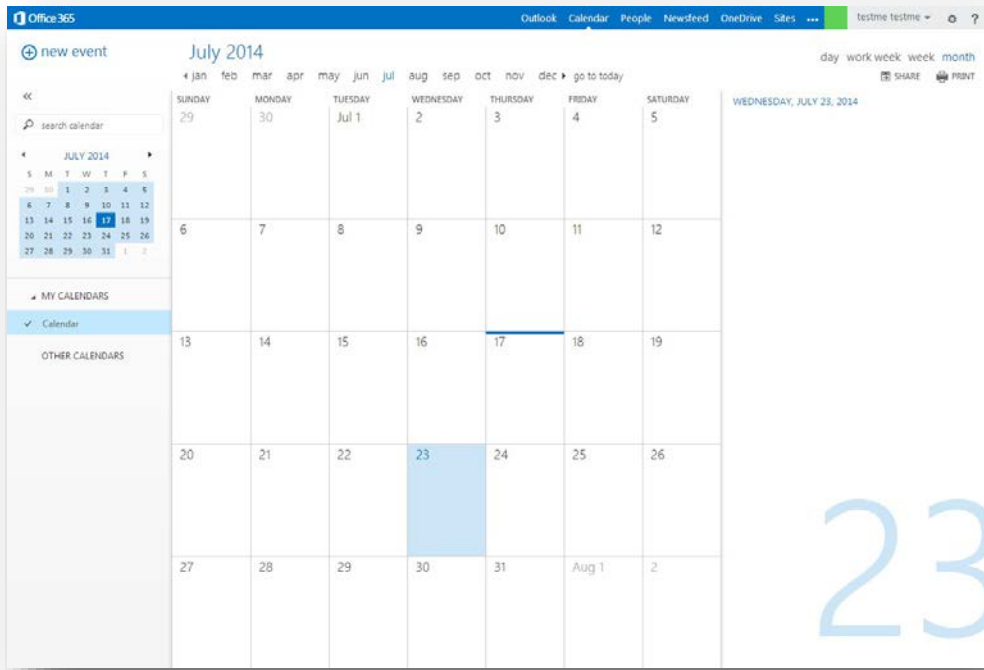 Office 365
Outlook Calendar People Newsfeed OneDrive Sites ••• testme testme ?
new event
July 2014
day work week week month
jan feb mar apr may jun jul aug sep oct nov dec go to today
SHARE PRINT
«
search calendar
JULY 2014
S M T W T F S
29 30 1 2 3 4 5
6 7 8 9 10 11 12
13 14 15 16 17 18 19
20 21 22 23 24 25 26
27 28 29 30 31 1 2
MY CALENDARS
Calendar
OTHER CALENDARS
SUNDAY MONDAY TUESDAY WEDNESDAY THURSDAY FRIDAY SATURDAY
29 30 Jul 1 2 3 4 5
6 7 8 9 10 11 12
13 14 15 16 17 18 19
20 21 22 23 24 25 26
27 28 29 30 31 Aug 1 2
WEDNESDAY, JULY 23, 2014
23